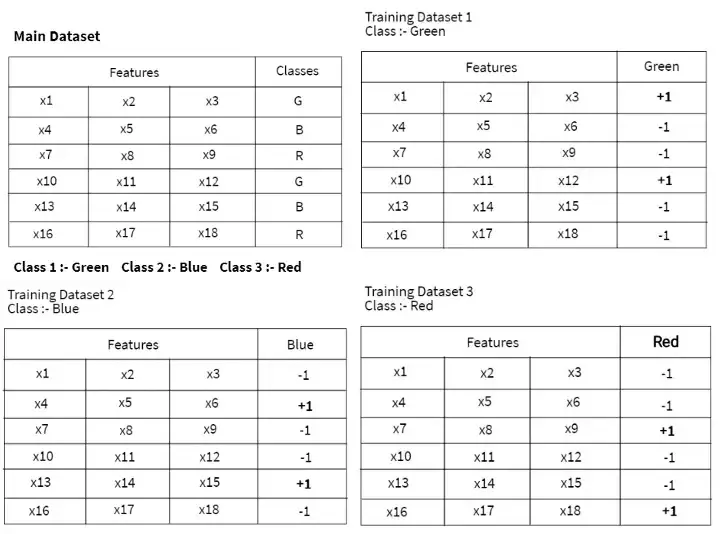 Main Dataset
Features Classes
x1 x2 x3 G
x4 x5 x6 B
x7 x8 x9 R
x10 x11 x12 G
x13 x14 x15 B
x16 x17 x18 R
Class 1 :- Green Class 2 :- Blue Class 3 :- Red
Training Dataset 1
Class :- Green
Features Green
x1 x2 x3 +1
x4 x5 x6 -1
x7 x8 x9 -1
x10 x11 x12 +1
x13 x14 x15 -1
x16 x17 x18 -1
Training Dataset 2
Class :- Blue
Features Blue
x1 x2 x3 -1
x4 x5 x6 +1
x7 x8 x9 -1
x10 x11 x12 -1
x13 x14 x15 +1
x16 x17 x18 -1
Training Dataset 3
Class :- Red
Features Red
x1 x2 x3 -1
x4 x5 x6 -1
x7 x8 x9 +1
x10 x11 x12 -1
x13 x14 x15 -1
x16 x17 x18 +1